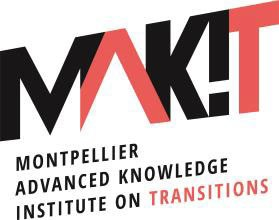 MAK!T
MONTPELLIER
ADVANCED KNOWLEDGE
INSTITUTE ON TRANSITIONS